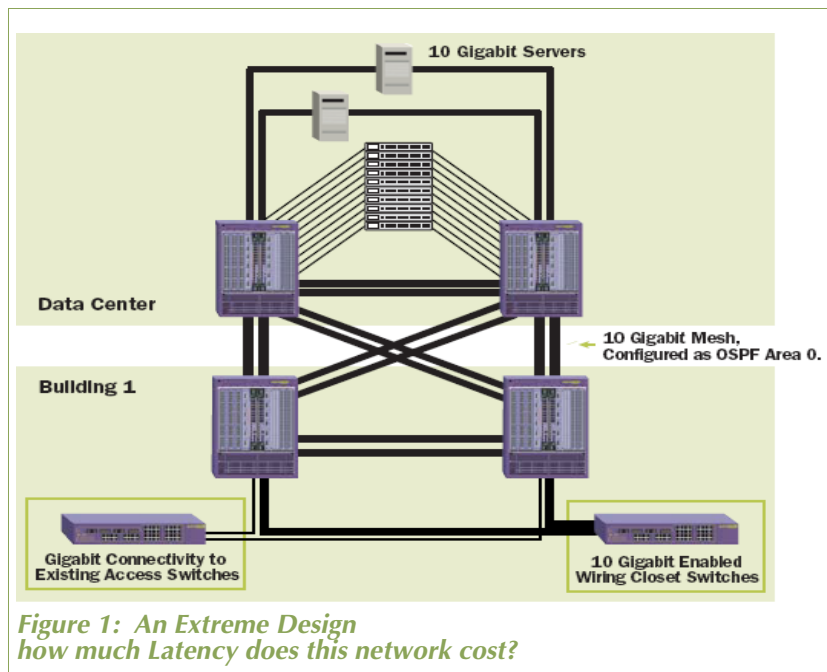 10 Gigabit Servers
Data Center
10 Gigabit Mesh,
Configured as OSPF Area 0.
Building 1
Gigabit Connectivity to
Existing Access Switches
10 Gigabit Enabled
Wiring Closet Switches
Figure 1: An Extreme Design
how much Latency does this network cost?